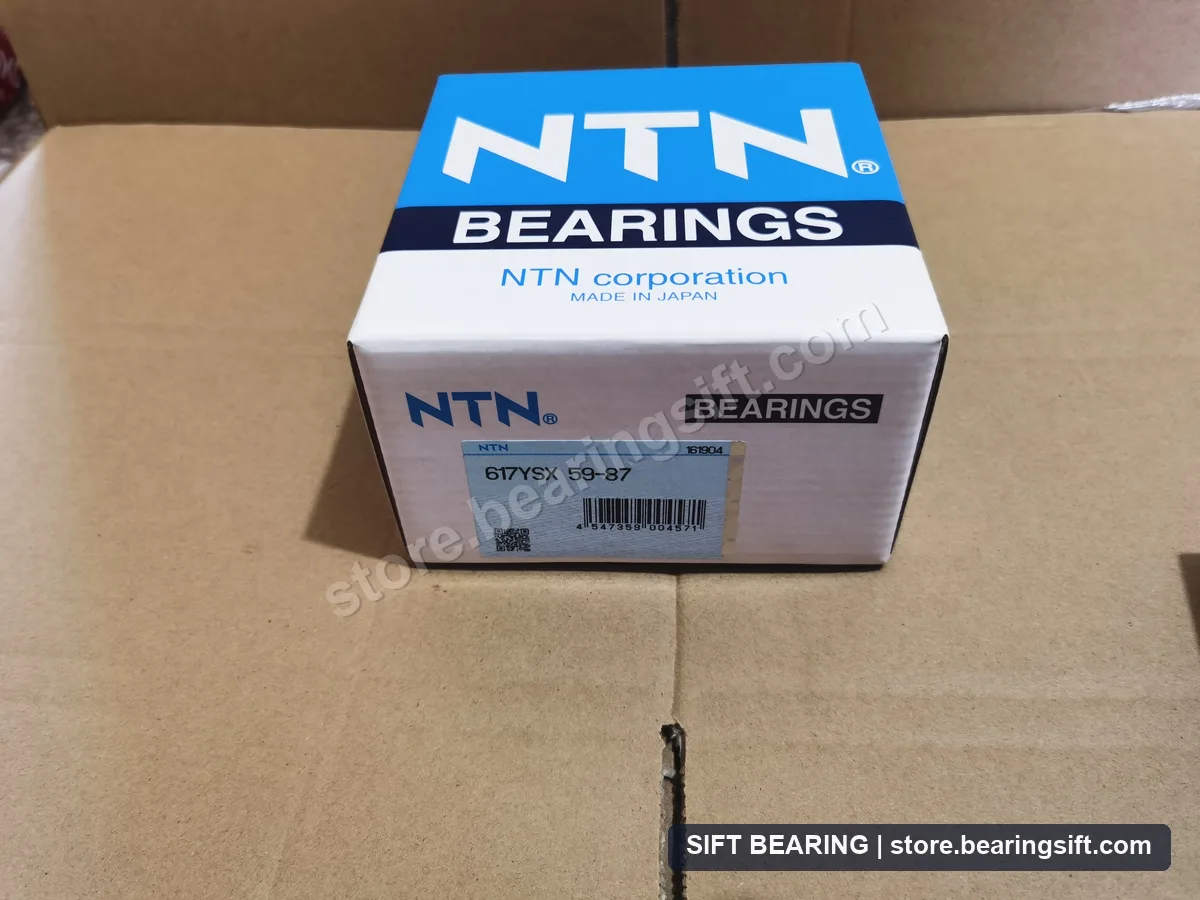 NTN®
BEARINGS
NTN corporation
MADE IN JAPAN
NTN®
BEARINGS
NTN
161904
617YSX 59-87
4 547359 004571
store.bearingsift.com
SIFT BEARING | store.bearingsift.com